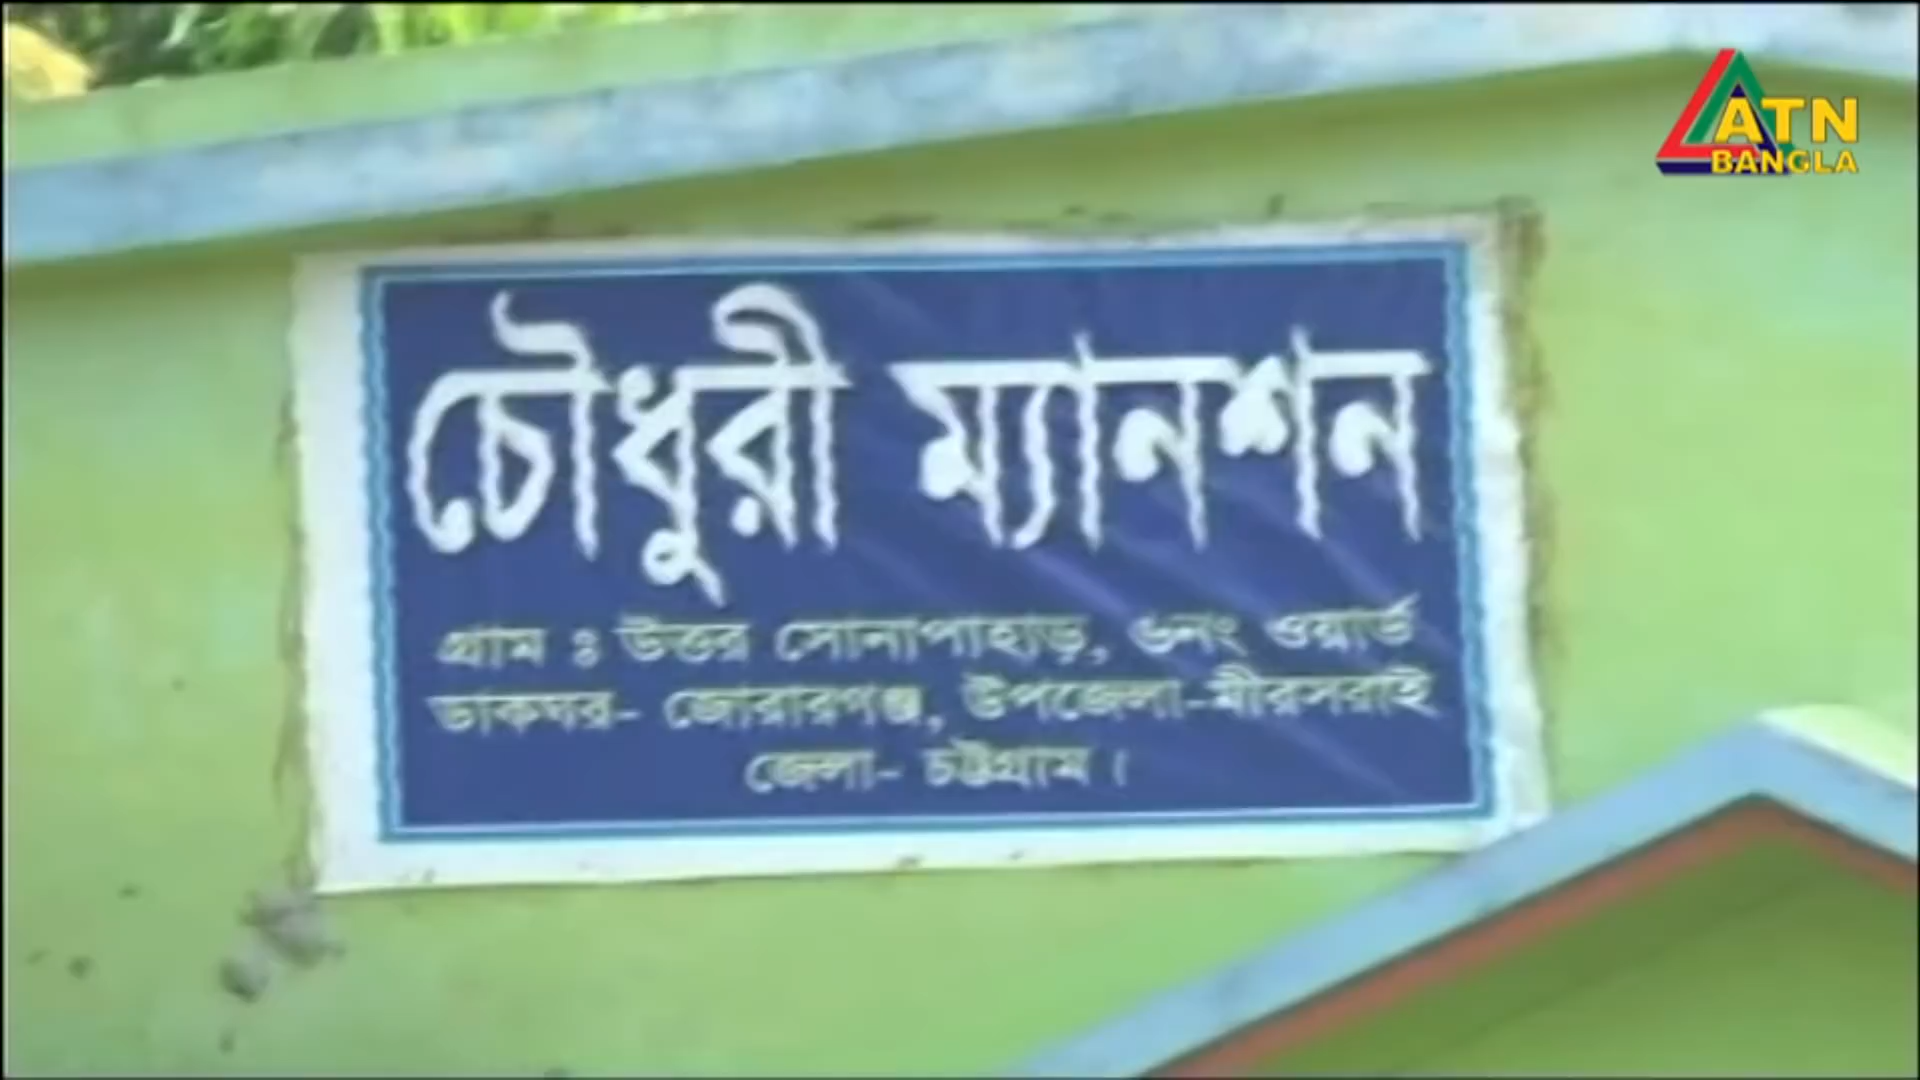 ATN
BANGLA
চৌধুরী ম্যানশন
গ্রাম ঃ উত্তর সোনাপাহাড়, ৬নং ওয়ার্ড
ডাকঘর- জোরারগঞ্জ, উপজেলা-মীরসরাই
জেলা- চট্টগ্রাম।